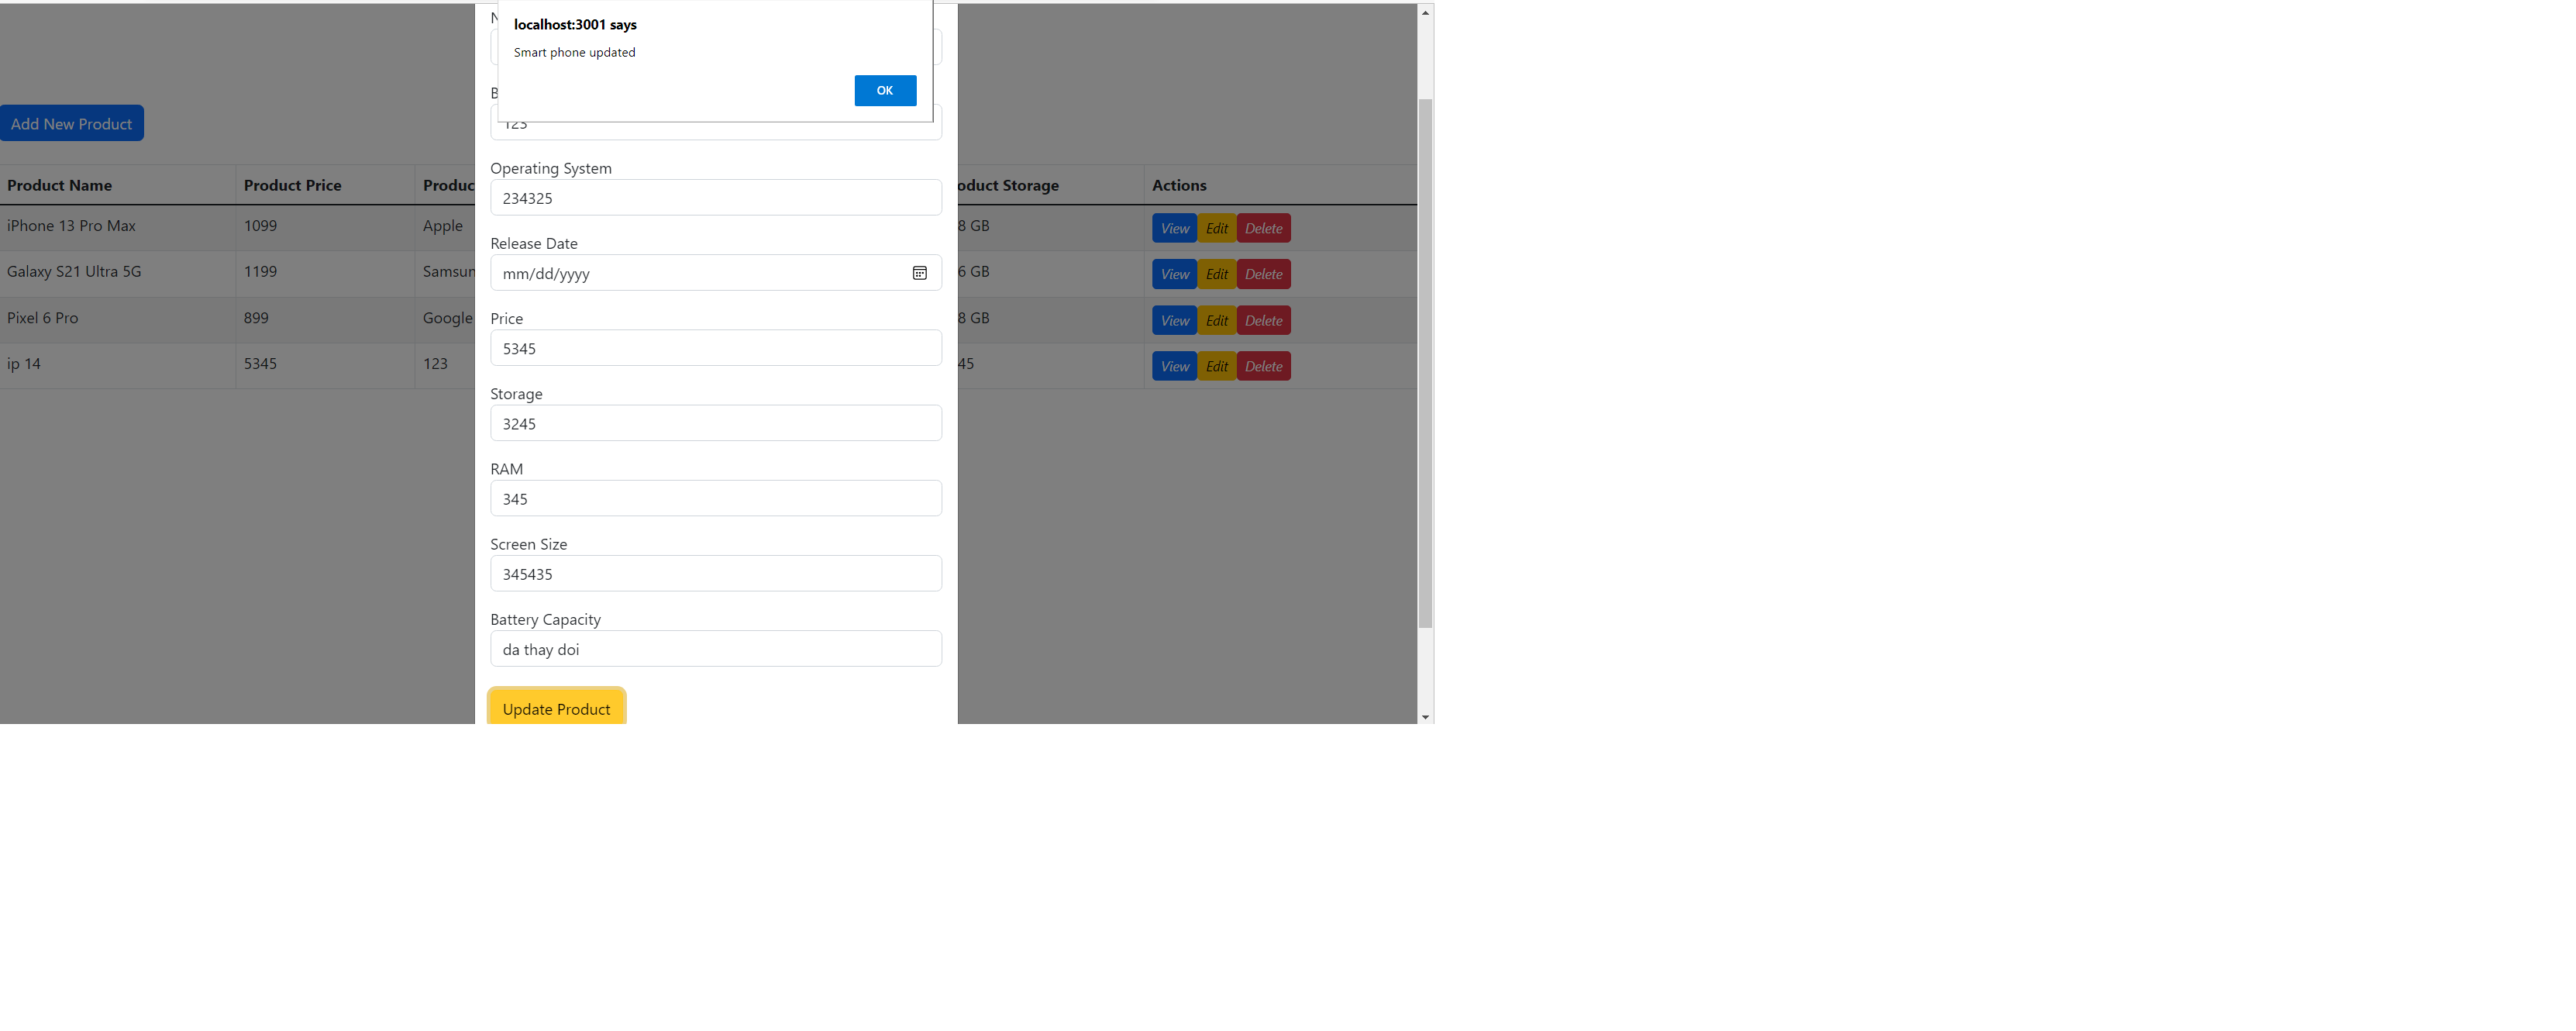 localhost:3001 says
Smart phone updated
OK
N
B
123
Operating System
234325
Release Date
mm/dd/yyyy
Price
5345
Storage
3245
RAM
345
Screen Size
345435
Battery Capacity
da thay doi
Update Product
Add New Product
Product Name Product Price Produc oduct Storage Actions
iPhone 13 Pro Max 1099 Apple 8 GB View Edit Delete
Galaxy S21 Ultra 5G 1199 Samsun 6 GB View Edit Delete
Pixel 6 Pro 899 Google 8 GB View Edit Delete
ip 14 5345 123 45 View Edit Delete